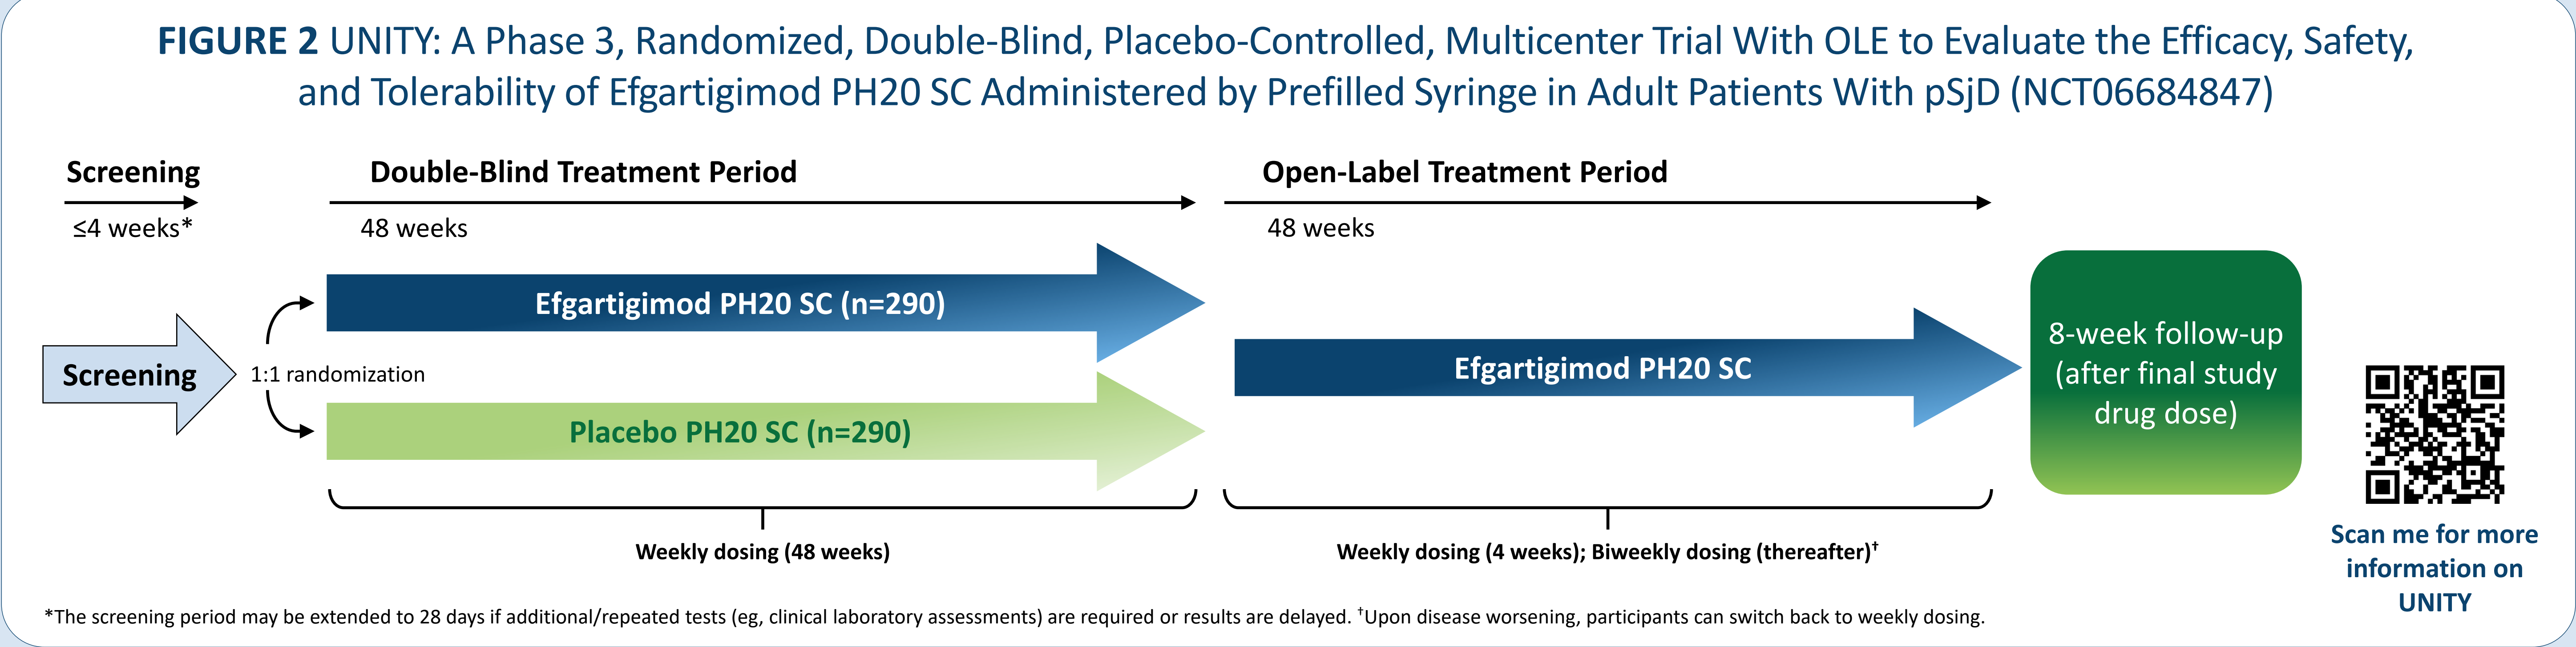 FIGURE 2 UNITY: A Phase 3, Randomized, Double-Blind, Placebo-Controlled, Multicenter Trial With OLE to Evaluate the Efficacy, Safety,
and Tolerability of Efgartigimod PH20 SC Administered by Prefilled Syringe in Adult Patients With pSjD (NCT06684847)
Screening
≤4 weeks*
Double-Blind Treatment Period
48 weeks
Open-Label Treatment Period
48 weeks
Screening
1:1 randomization
Efgartigimod PH20 SC (n=290)
Placebo PH20 SC (n=290)
Efgartigimod PH20 SC
8-week follow-up
(after final study
drug dose)
Weekly dosing (48 weeks)
Weekly dosing (4 weeks); Biweekly dosing (thereafter)†
Scan me for more
information on
UNITY
*The screening period may be extended to 28 days if additional/repeated tests (eg, clinical laboratory assessments) are required or results are delayed. †Upon disease worsening, participants can switch back to weekly dosing.